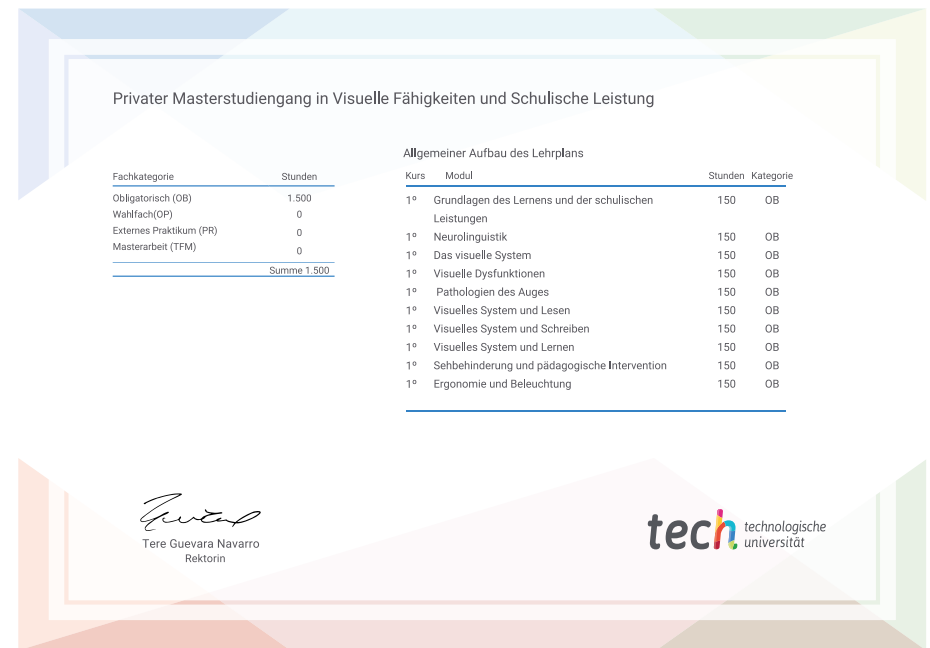 Privater Masterstudiengang in Visuelle Fähigkeiten und Schulische Leistung
Fachkategorie Stunden
Obligatorisch (OB) 1.500
Wahlfach(OP) 0
Externes Praktikum (PR) 0
Masterarbeit (TFM) 0
Summe 1.500
Allgemeiner Aufbau des Lehrplans
Kurs Modul Stunden Kategorie
1º Grundlagen des Lernens und der schulischen 150 OB
Leistungen
1º Neurolinguistik 150 OB
1º Das visuelle System 150 OB
1º Visuelle Dysfunktionen 150 OB
1º Pathologien des Auges 150 OB
1º Visuelles System und Lesen 150 OB
1º Visuelles System und Schreiben 150 OB
1º Visuelles System und Lernen 150 OB
1º Sehbehinderung und pädagogische Intervention 150 OB
1º Ergonomie und Beleuchtung 150 OB
Tere Guevara Navarro
Rektorin
tech technologische
universität